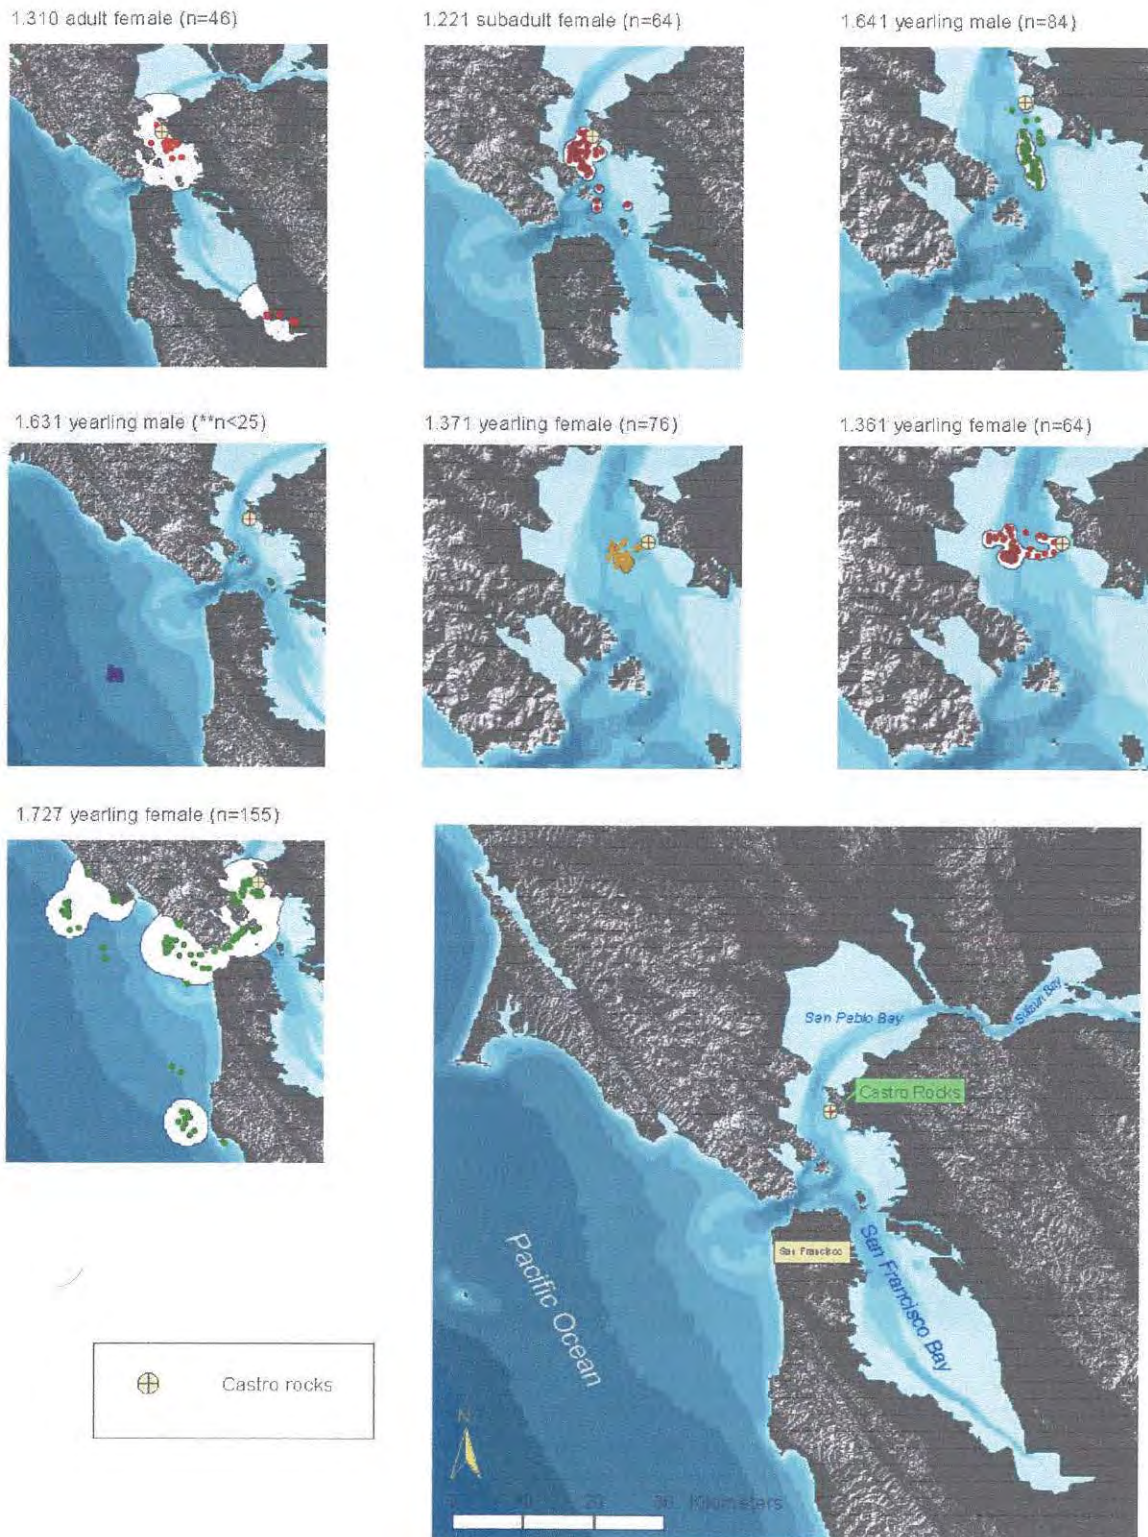 1.310 adult female (n=46)
1.221 subadult female (n=64)
1.641 yearling male (n=84)
1.631 yearling male (**n<25)
1.371 yearling female (n=76)
1.361 yearling female (n=64)
1.727 yearling female (n=155)
San Pablo Bay
Suisun Bay
Castro Rocks
San Francisco
San Francisco Bay
Pacific Ocean
Castro rocks
N
20 30 Kilometers